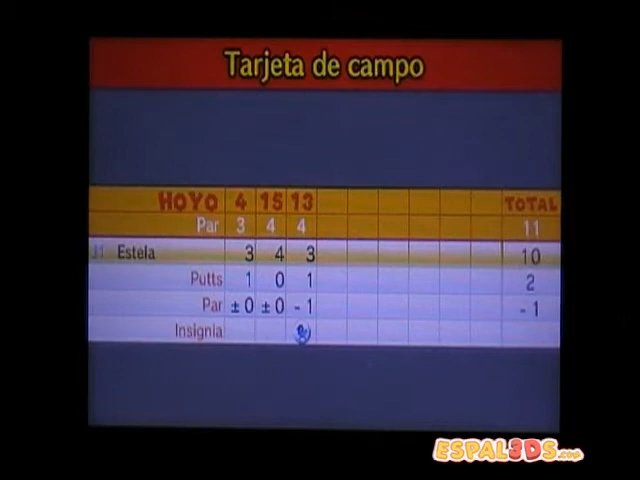 Tarjeta de campo
HOYO 4 15 13 TOTAL
Par 3 4 4 11
Estela 3 4 3 10
Putts 1 0 1 2
Par ±0 ±0 -1 -1
Insignia
ESPAL3DS.com